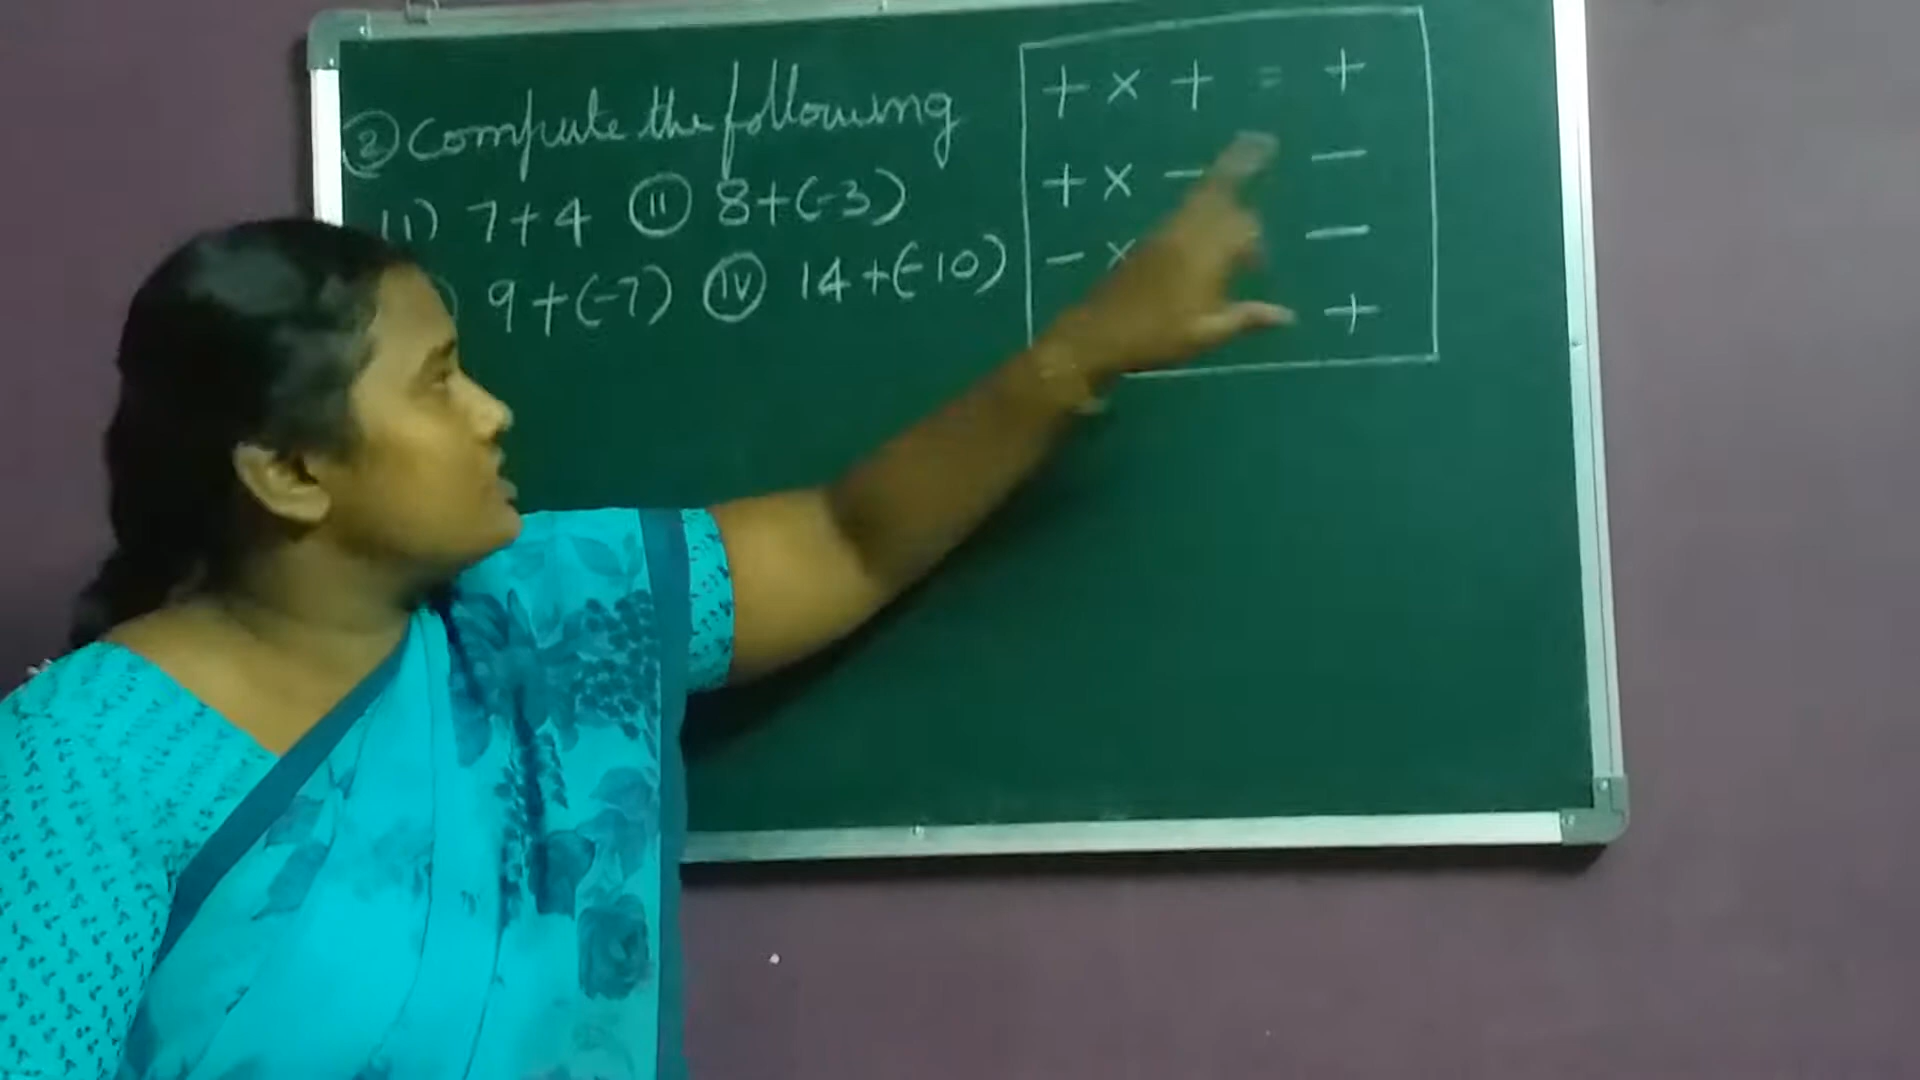 ② Compute the following
(i) 7+4 (ii) 8+(-3)
) 9+(-7) (iv) 14+(-10)
+ × + = +
+ × - -
- × -
+